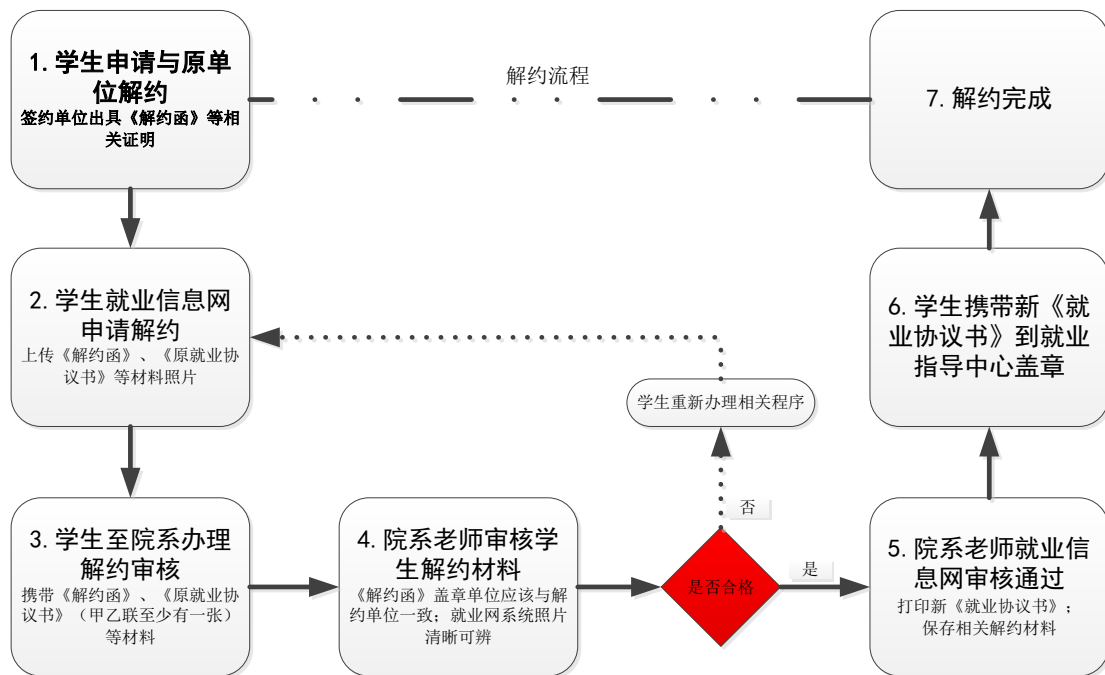 1.学生申请与原单
位解约
签约单位出具《解约函》等相
关证明
解约流程
7.解约完成
2.学生就业信息网
申请解约
上传《解约函》、《原就业协
议书》等材料照片
6.学生携带新《就
业协议书》到就业
指导中心盖章
学生重新办理相关程序
否
3.学生至院系办理
解约审核
携带《解约函》、《原就业协
议书》（甲乙联至少有一张）
等材料
4.院系老师审核学
生解约材料
《解约函》盖章单位应该与解
约单位一致；就业网系统照片
清晰可辨
是否合格
是
5.院系老师就业信
息网审核通过
打印新《就业协议书》；
保存相关解约材料